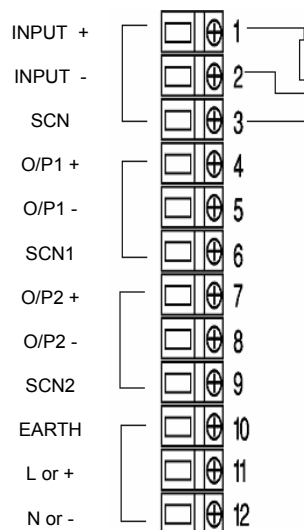 INPUT + 1
INPUT - 2
SCN 3
O/P1 + 4
O/P1 - 5
SCN1 6
O/P2 + 7
O/P2 - 8
SCN2 9
EARTH 10
L or + 11
N or - 12